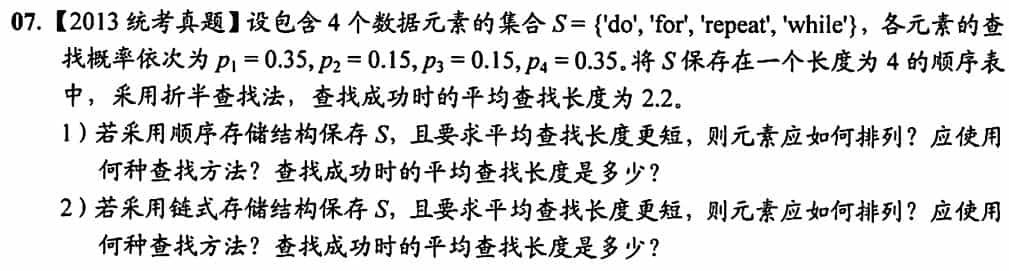 07.【2013 统考真题】设包含 4 个数据元素的集合 S = {'do', 'for', 'repeat', 'while'}，各元素的查
找概率依次为 p₁ = 0.35, p₂ = 0.15, p₃ = 0.15, p₄ = 0.35。将 S 保存在一个长度为 4 的顺序表
中，采用折半查找法，查找成功时的平均查找长度为 2.2。
1）若采用顺序存储结构保存 S，且要求平均查找长度更短，则元素应如何排列？应使用
何种查找方法？查找成功时的平均查找长度是多少？
2）若采用链式存储结构保存 S，且要求平均查找长度更短，则元素应如何排列？应使用
何种查找方法？查找成功时的平均查找长度是多少？